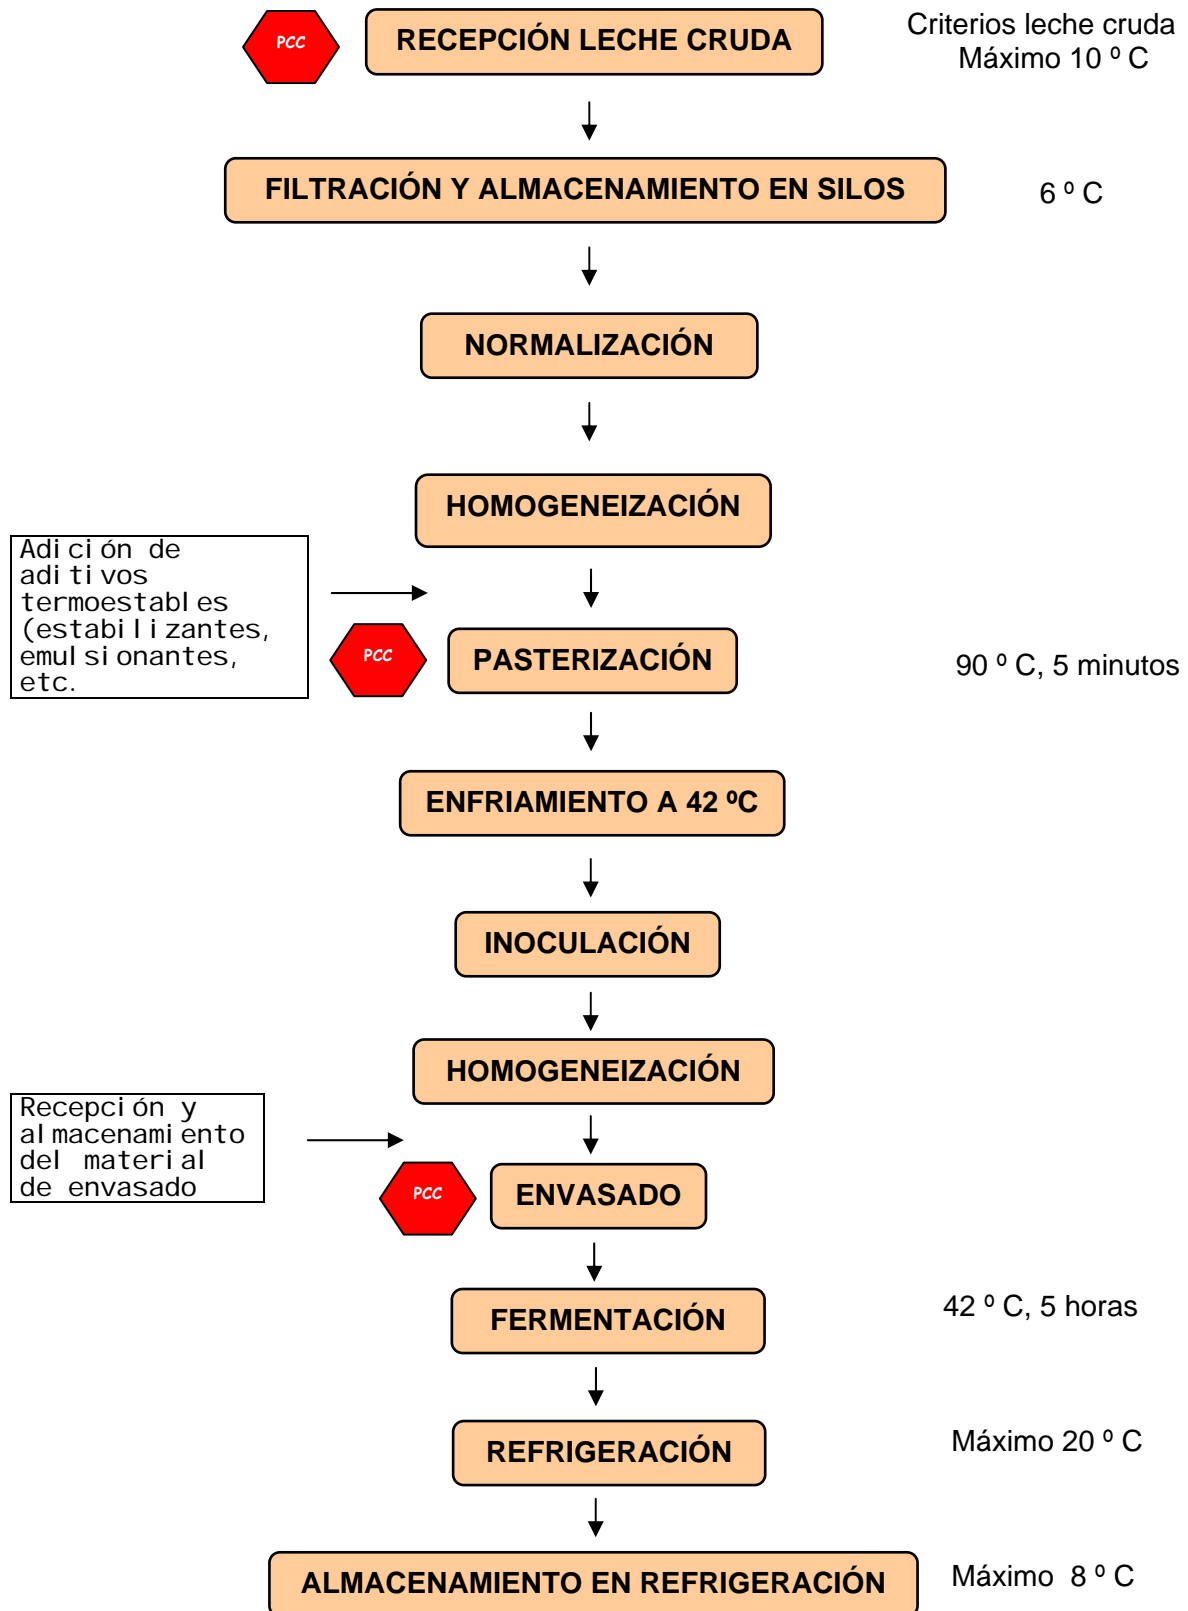 PCC
RECEPCIÓN LECHE CRUDA
Criterios leche cruda
Máximo 10 º C
FILTRACIÓN Y ALMACENAMIENTO EN SILOS
6 º C
NORMALIZACIÓN
HOMOGENEIZACIÓN
Adición de
aditivos
termoestables
(estabilizantes,
emulsionantes,
etc.
PCC
PASTERIZACIÓN
90 º C, 5 minutos
ENFRIAMIENTO A 42 ºC
INOCULACIÓN
HOMOGENEIZACIÓN
Recepción y
almacenamiento
del material
de envasado
PCC
ENVASADO
FERMENTACIÓN
42 º C, 5 horas
REFRIGERACIÓN
Máximo 20 º C
ALMACENAMIENTO EN REFRIGERACIÓN
Máximo 8 º C